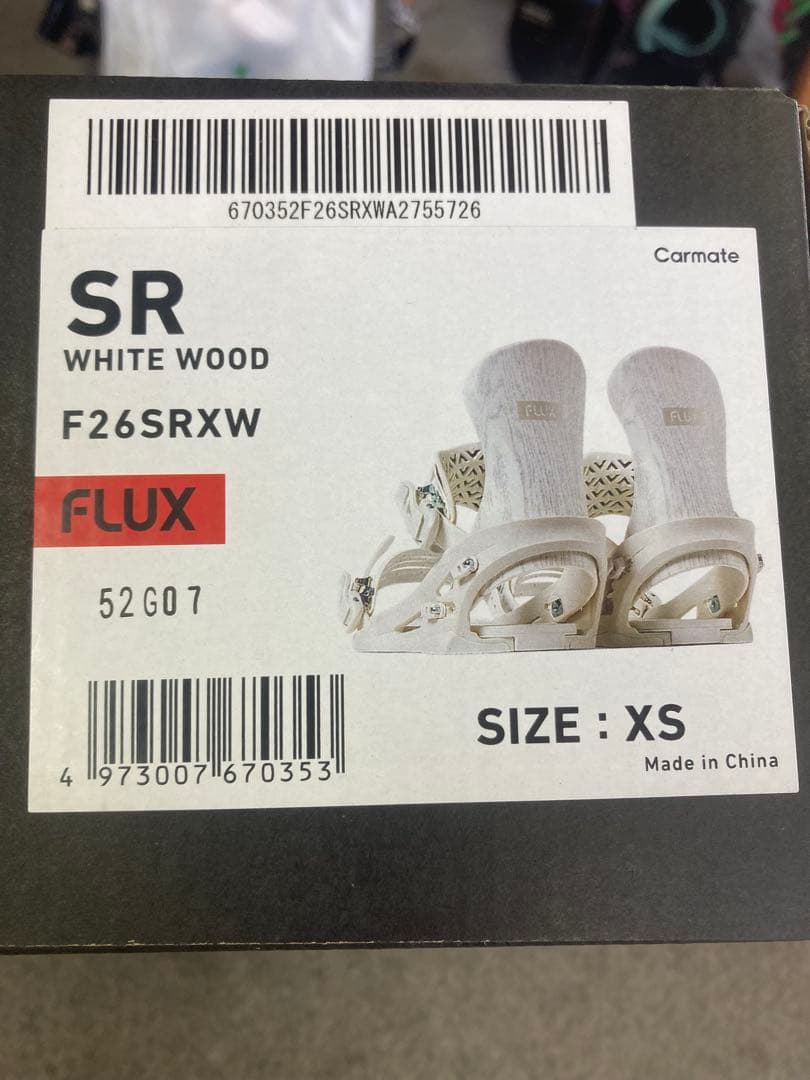 670352F26SRXWA2755726
Carmate
SR
WHITE WOOD
F26SRXW
FLUX
FLUX
FLUX
52G07
4 973007 670353
SIZE : XS
Made in China